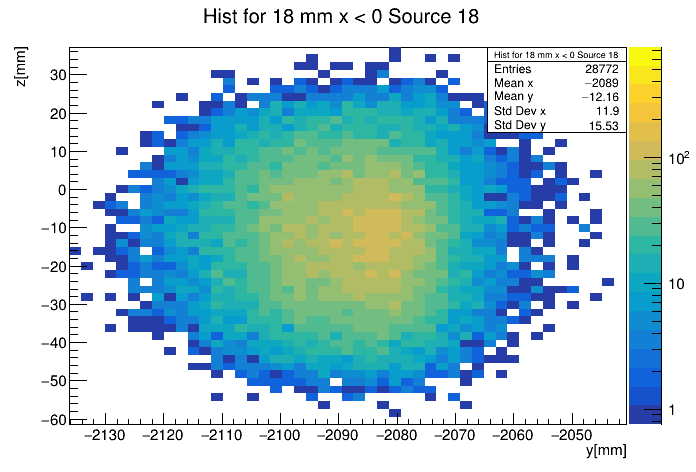 Hist for 18 mm x < 0 Source 18
z[mm]
Hist for 18 mm x < 0 Source 18
Entries 28772
Mean x −2089
Mean y −12.16
Std Dev x 11.9
Std Dev y 15.53
30
20
10
0
−10
−20
−30
−40
−50
−60
10²
10
1
−2130 −2120 −2110 −2100 −2090 −2080 −2070 −2060 −2050
y[mm]